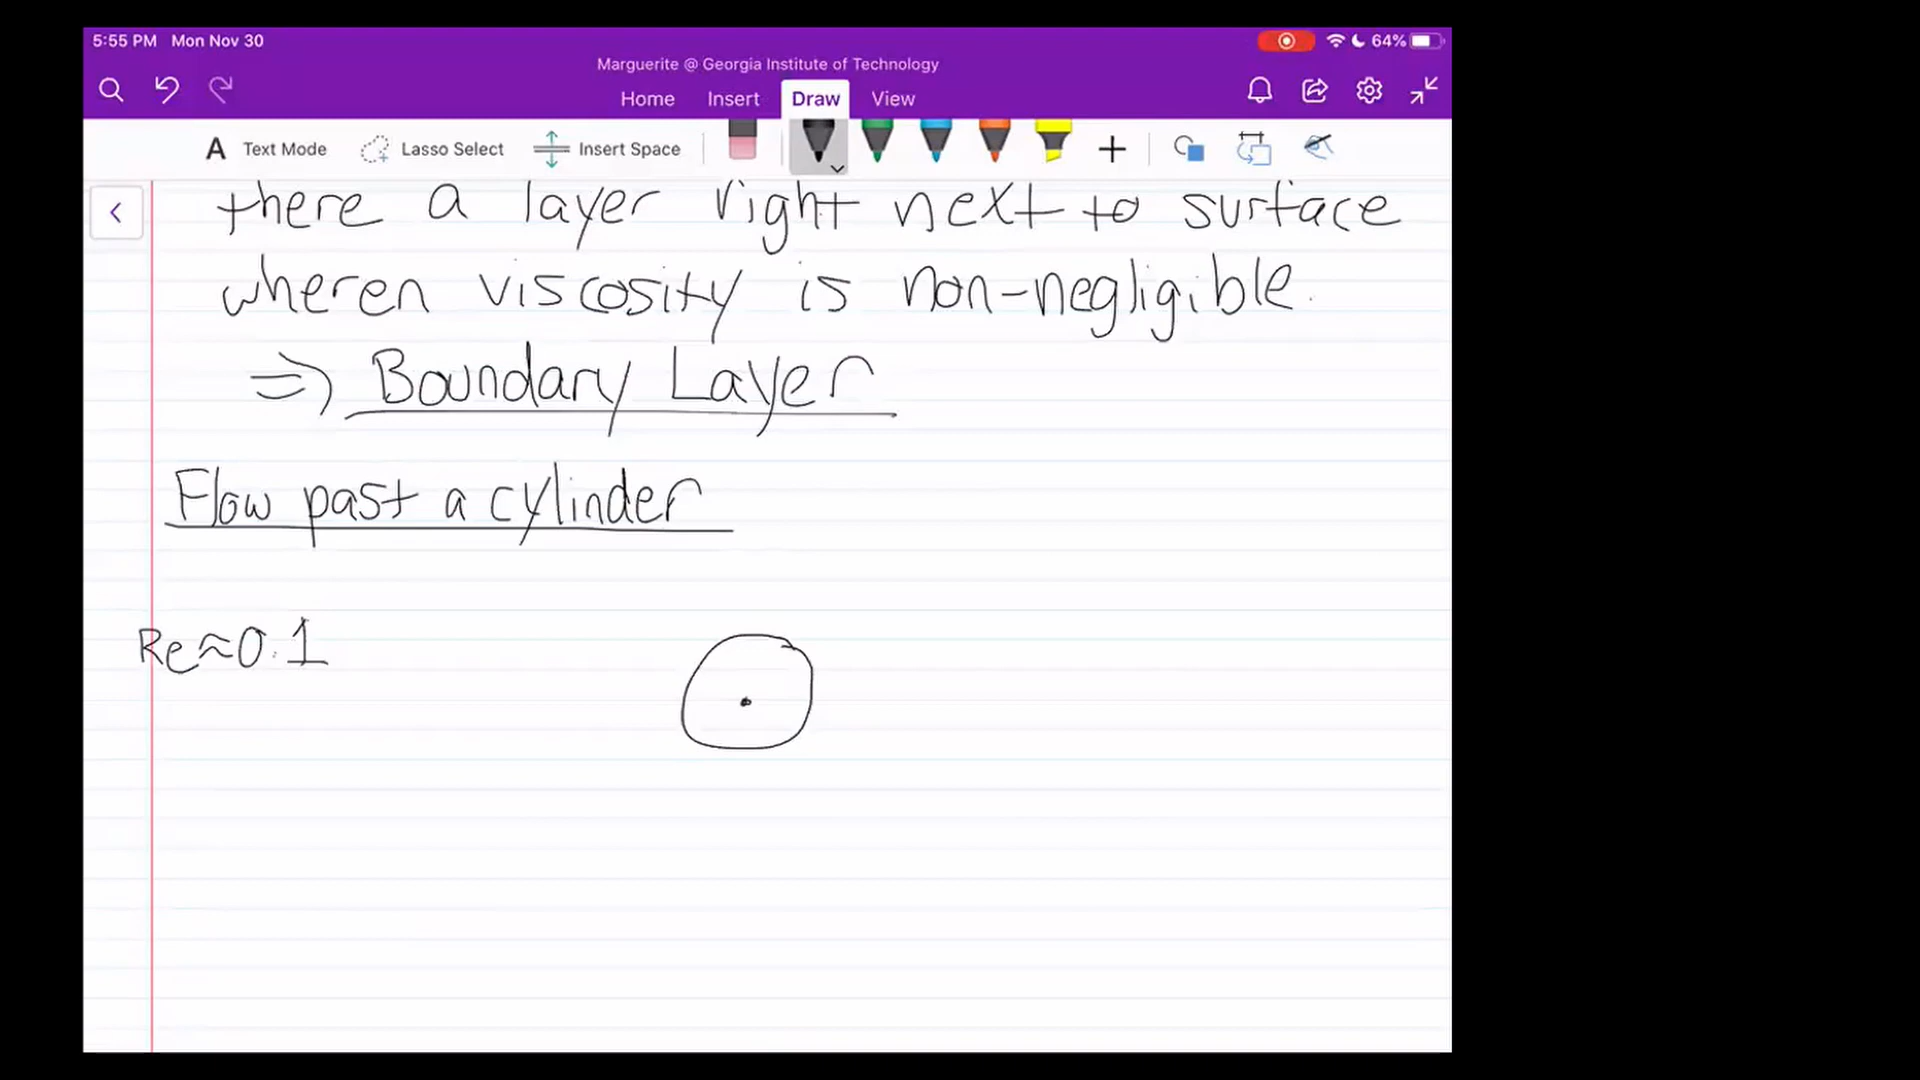 5:55 PM Mon Nov 30
64%
Marguerite @ Georgia Institute of Technology
Home Insert Draw View
A Text Mode Lasso Select Insert Space
there a layer right next to surface
wheren viscosity is non-negligible.
=> Boundary Layer
Flow past a cylinder
Re≈0.1